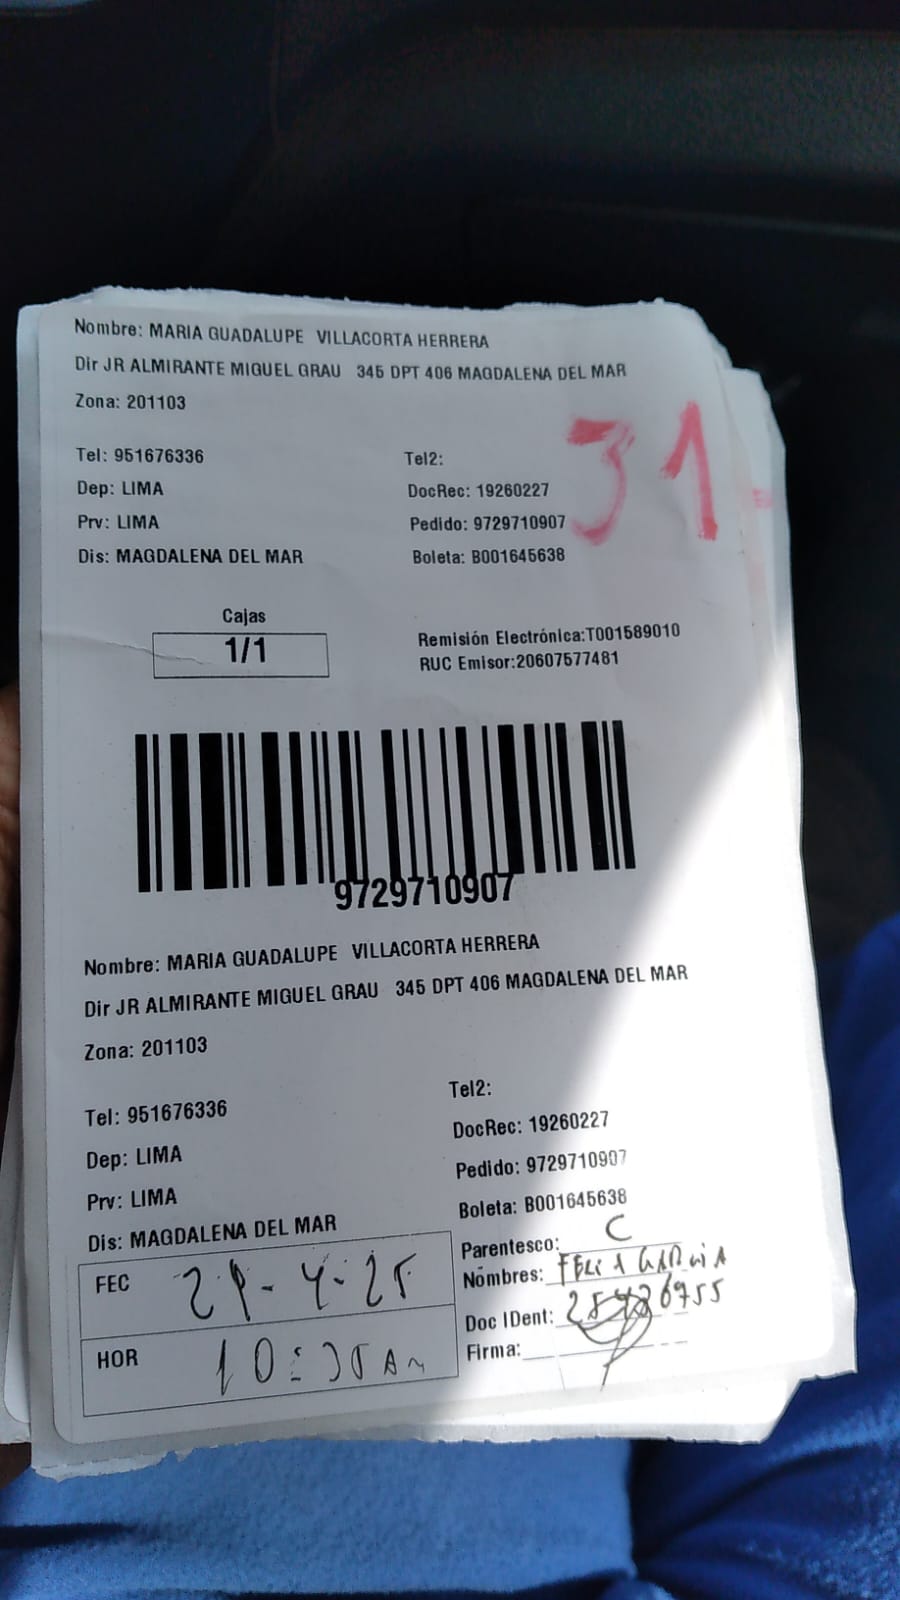 Nombre: MARIA GUADALUPE VILLACORTA HERRERA
Dir JR ALMIRANTE MIGUEL GRAU 345 DPT 406 MAGDALENA DEL MAR
Zona: 201103
31
Tel: 951676336 Tel2:
Dep: LIMA DocRec: 19260227
Prv: LIMA Pedido: 9729710907
Dis: MAGDALENA DEL MAR Boleta: B001645638
Cajas
1/1
Remisión Electrónica:T001589010
RUC Emisor:20607577481
9729710907
Nombre: MARIA GUADALUPE VILLACORTA HERRERA
Dir JR ALMIRANTE MIGUEL GRAU 345 DPT 406 MAGDALENA DEL MAR
Zona: 201103
Tel: 951676336 Tel2:
Dep: LIMA DocRec: 19260227
Prv: LIMA Pedido: 9729710907
Dis: MAGDALENA DEL MAR Boleta: B001645638
Parentesco: C
FEC Nombres:
Doc IDent:
HOR 10:35 AM Firma: